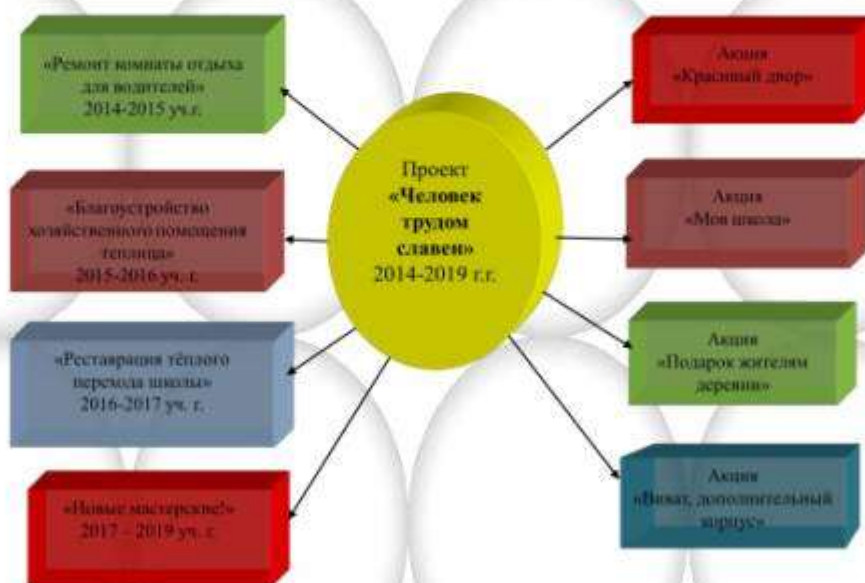 «Ремонт комнаты отдыха
для водителей»
2014-2015 уч.г.
«Благоустройство
хозяйственного помещения
теплица»
2015-2016 уч. г.
«Реставрация тёплого
перехода школы»
2016-2017 уч. г.
«Новые мастерские!»
2017 – 2019 уч. г.
Проект
«Человек
трудом
славен»
2014-2019 г.г.
Акция
«Красивый двор»
Акция
«Моя школа»
Акция
«Подарок жителям
деревни»
Акция
«Виват, дополнительный
корпус»